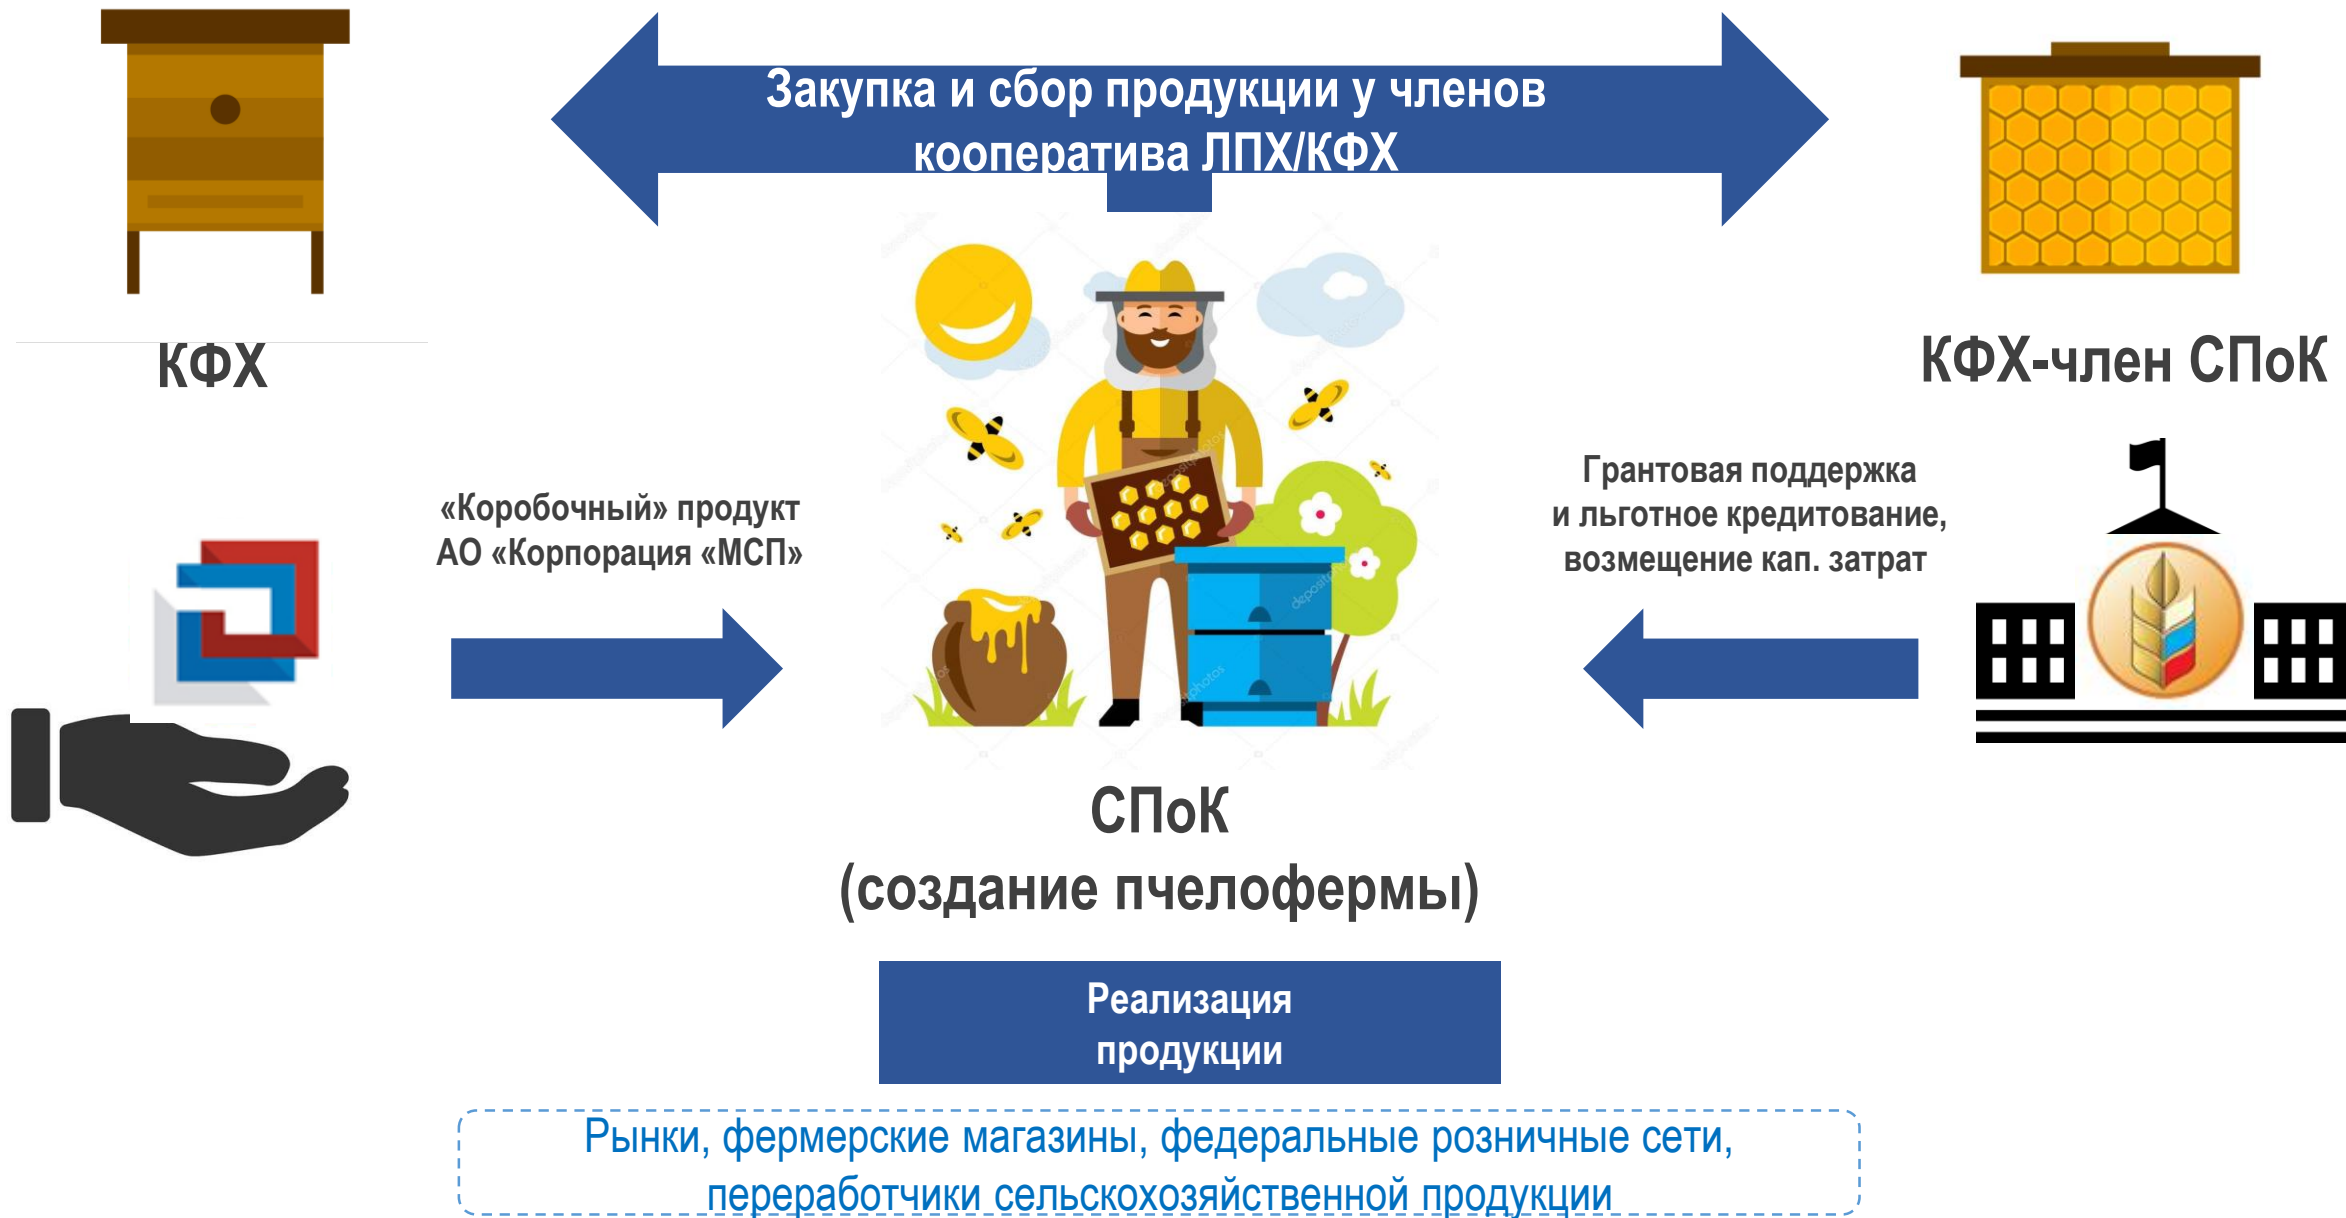 Закупка и сбор продукции у членов
кооператива ЛПХ/КФХ
КФХ
КФХ-член СПоК
«Коробочный» продукт
АО «Корпорация «МСП»
Грантовая поддержка
и льготное кредитование,
возмещение кап. затрат
depositphotos
СПоК
(создание пчелофермы)
Реализация
продукции
Рынки, фермерские магазины, федеральные розничные сети,
переработчики сельскохозяйственной продукции